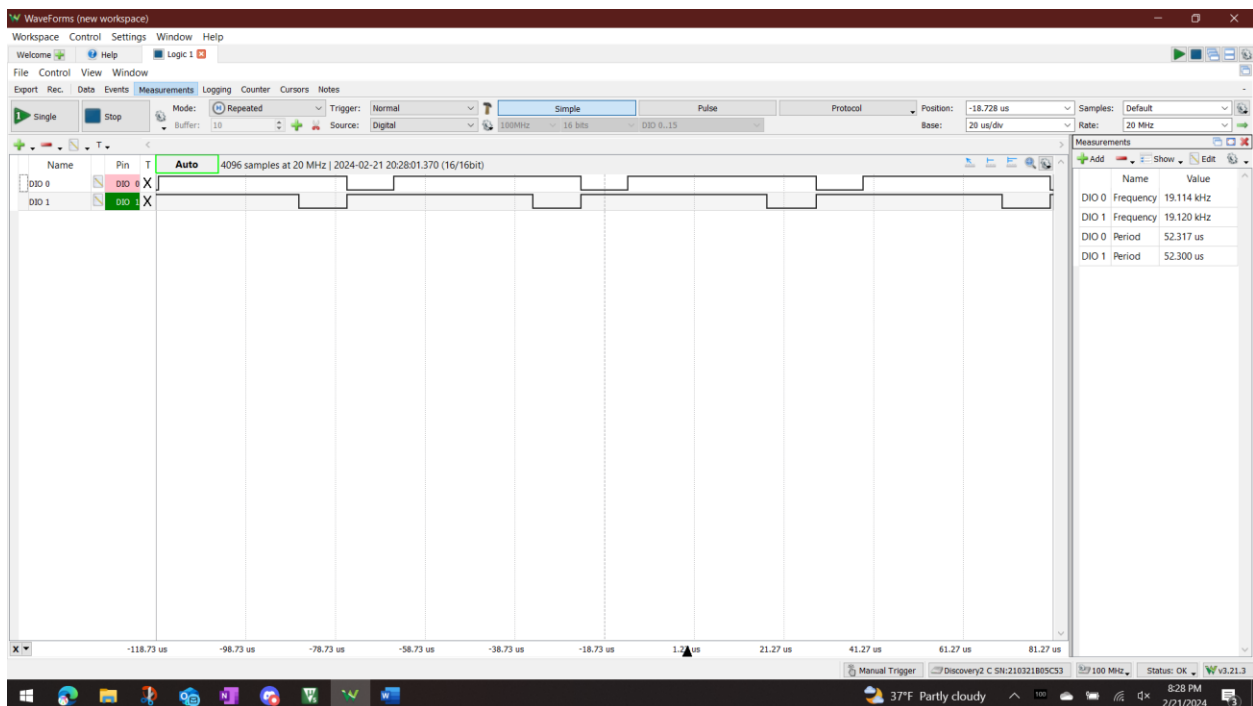 WaveForms (new workspace)
Workspace Control Settings Window Help
Welcome Help Logic 1
File Control View Window
Export Rec. Data Events Measurements Logging Counter Cursors Notes
Single Stop Mode: Repeated Trigger: Normal Simple Pulse Protocol Position: -18.728 us Samples: Default
Buffer: 10 Source: Digital 100MHz 16 bits DIO 0..15 Base: 20 us/div Rate: 20 MHz
Measurements
Name Pin T Auto 4096 samples at 20 MHz | 2024-02-21 20:28:01.370 (16/16bit) Add Show Edit
Name Value
DIO 0 DIO 0 X
DIO 1 DIO 1 X
DIO 0 Frequency 19.114 kHz
DIO 1 Frequency 19.120 kHz
DIO 0 Period 52.317 us
DIO 1 Period 52.300 us
X -118.73 us -98.73 us -78.73 us -58.73 us -38.73 us -18.73 us us 21.27 us 41.27 us 61.27 us 81.27 us
Manual Trigger Discovery2 C SN:210321B05C53 100 MHz Status: OK v3.21.3
37°F Partly cloudy 100 8:28 PM
2/21/2024